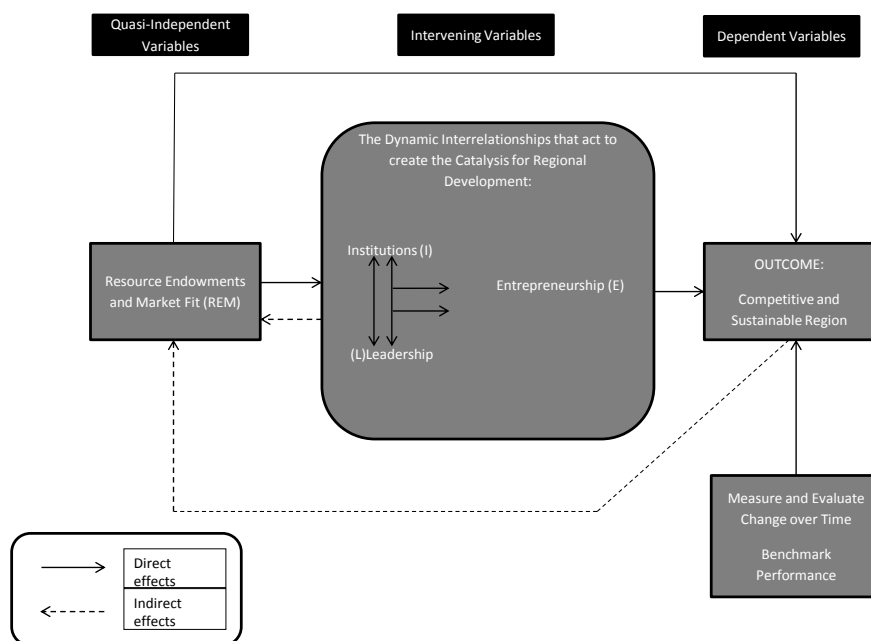 Quasi-Independent
Variables
Intervening Variables
Dependent Variables
The Dynamic Interrelationships that act to
create the Catalysis for Regional
Development:
Institutions (I)
Entrepreneurship (E)
(L)Leadership
Resource Endowments
and Market Fit (REM)
OUTCOME:
Competitive and
Sustainable Region
Measure and Evaluate
Change over Time
Benchmark
Performance
Direct
effects
Indirect
effects